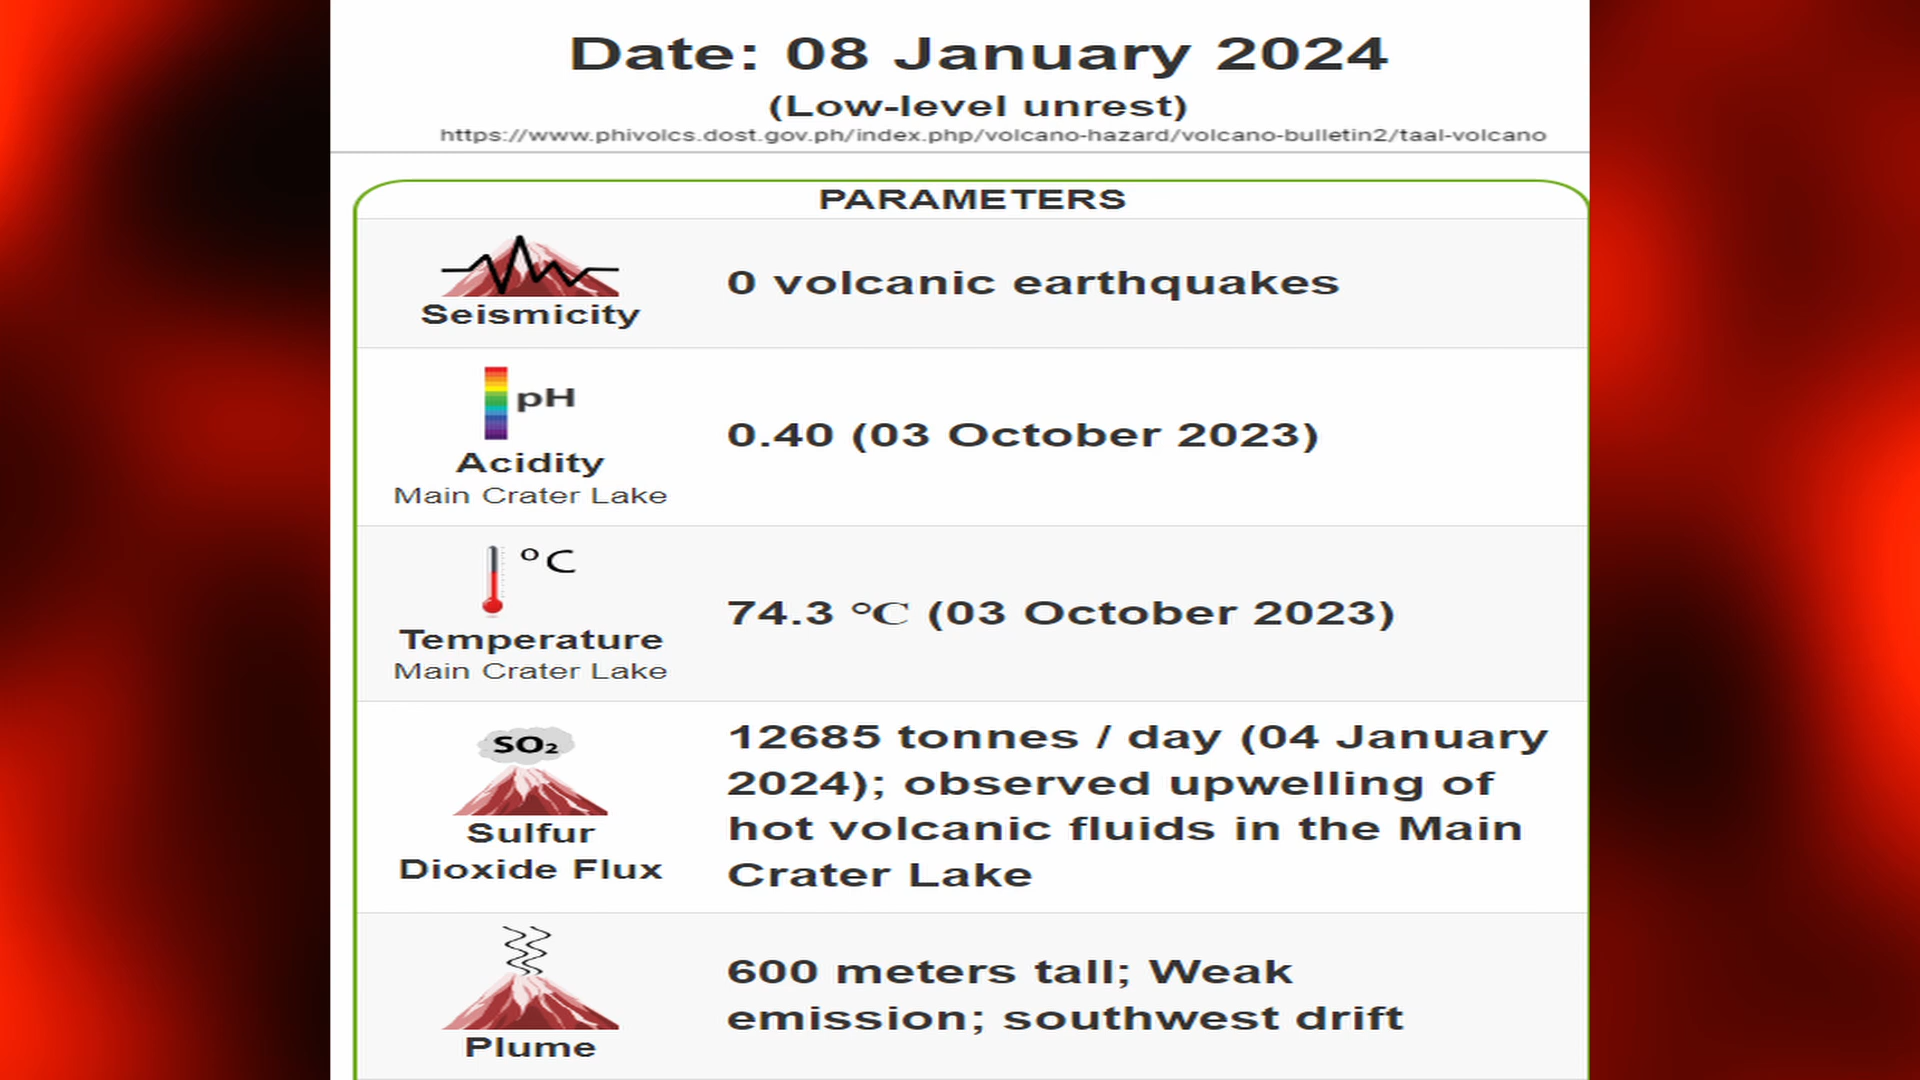 Date: 08 January 2024
(Low-level unrest)
https://www.phivolcs.dost.gov.ph/index.php/volcano-hazard/volcano-bulletin2/taal-volcano
PARAMETERS
Seismicity
0 volcanic earthquakes
pH
Acidity
Main Crater Lake
0.40 (03 October 2023)
°C
Temperature
Main Crater Lake
74.3 °C (03 October 2023)
SO₂
Sulfur
Dioxide Flux
12685 tonnes / day (04 January
2024); observed upwelling of
hot volcanic fluids in the Main
Crater Lake
Plume
600 meters tall; Weak
emission; southwest drift